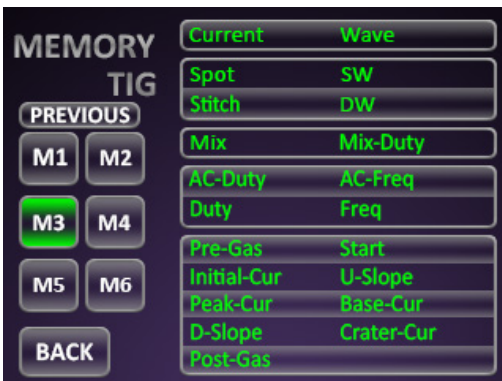 MEMORY
TIG
PREVIOUS
M1 M2
M3 M4
M5 M6
BACK
Current Wave
Spot SW
Stitch DW
Mix Mix-Duty
AC-Duty AC-Freq
Duty Freq
Pre-Gas Start
Initial-Cur U-Slope
Peak-Cur Base-Cur
D-Slope Crater-Cur
Post-Gas